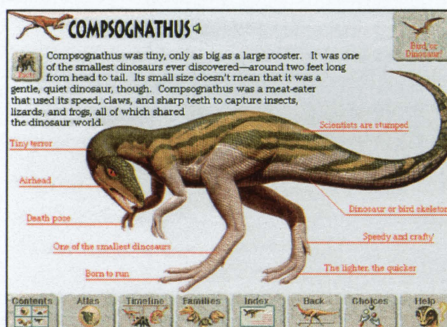 COMPSOGNATHUS
Bird or
Dinosaur?
Compsognathus was tiny, only as big as a large rooster. It was one
of the smallest dinosaurs ever discovered—around two feet long
from head to tail. Its small size doesn't mean that it was a
gentle, quiet dinosaur, though. Compsognathus was a meat-eater
that used its speed, claws, and sharp teeth to capture insects,
lizards, and frogs, all of which shared
the dinosaur world.
Scientists are stumped
Tiny terror
Airhead
Death pose
Dinosaur or bird skeleton
One of the smallest dinosaurs
Speedy and crafty
Born to run
The lighter, the quicker
Contents
Atlas
Timeline
Families
Index
Back
Choices
Help